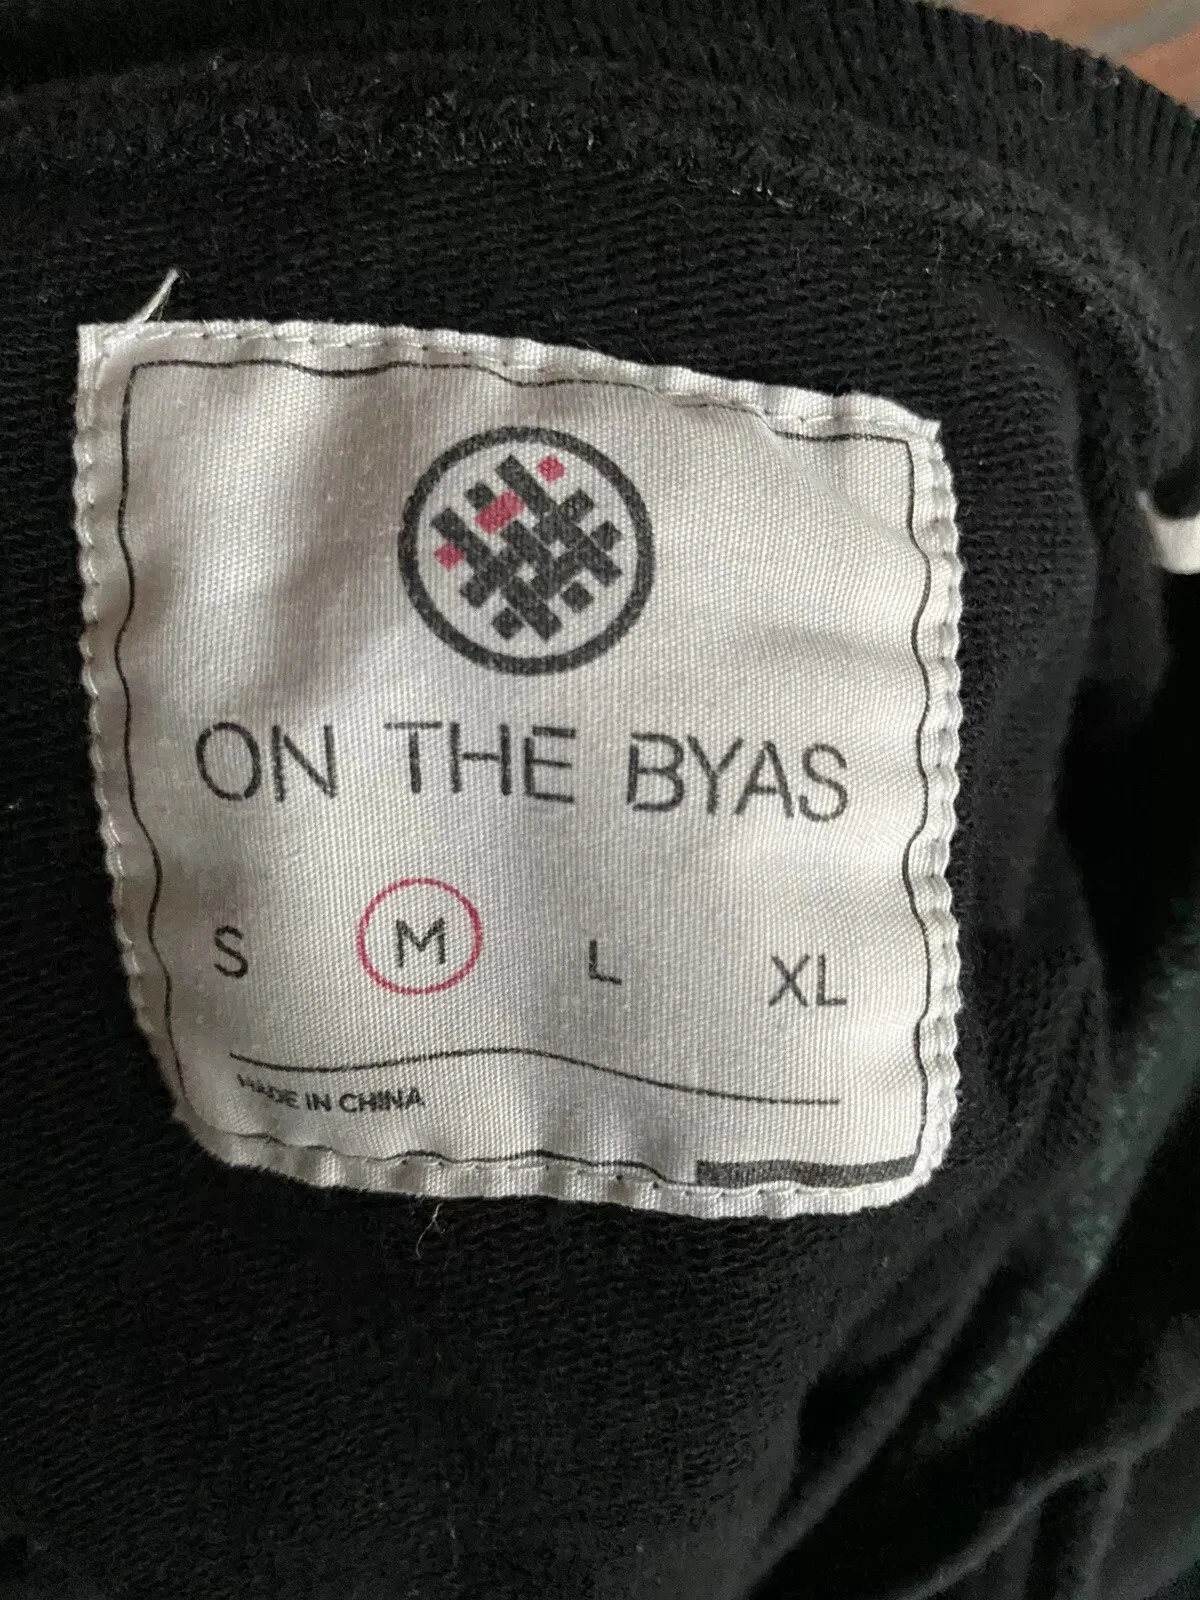 ON THE BYAS
S M L XL
MADE IN CHINA